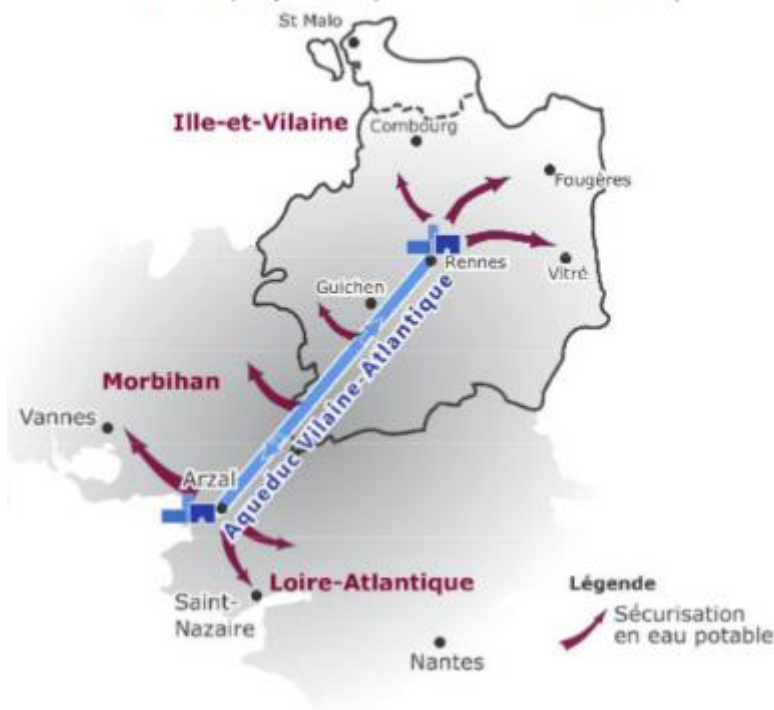 St Malo
Ille-et-Vilaine
Combourg
Fougères
Rennes
Vitré
Guichen
Aqueduc Vilaine-Atlantique
Morbihan
Vannes
Arzal
Loire-Atlantique
Saint-
Nazaire
Nantes
Légende
Sécurisation
en eau potable